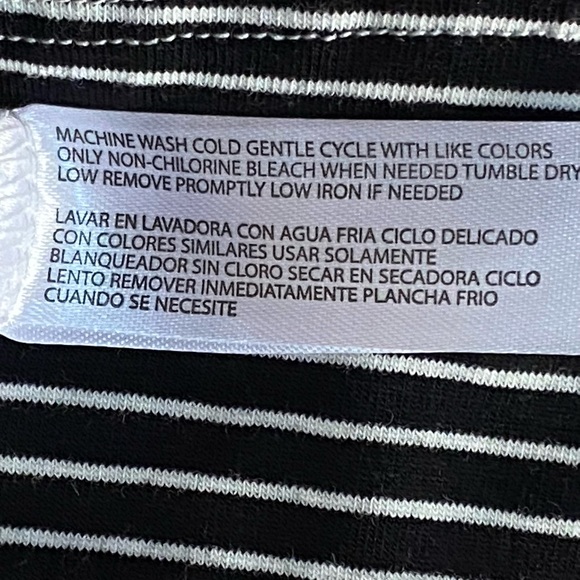 MACHINE WASH COLD GENTLE CYCLE WITH LIKE COLORS
ONLY NON-CHILORINE BLEACH WHEN NEEDED TUMBLE DRY
LOW REMOVE PROMPTLY LOW IRON IF NEEDED
LAVAR EN LAVADORA CON AGUA FRIA CICLO DELICADO
CON COLORES SIMILARES USAR SOLAMENTE
BLANQUEADOR SIN CLORO SECAR EN SECADORA CICLO
LENTO REMOVER INMEDIATAMENTE PLANCHA FRIO
CUANDO SE NECESITE